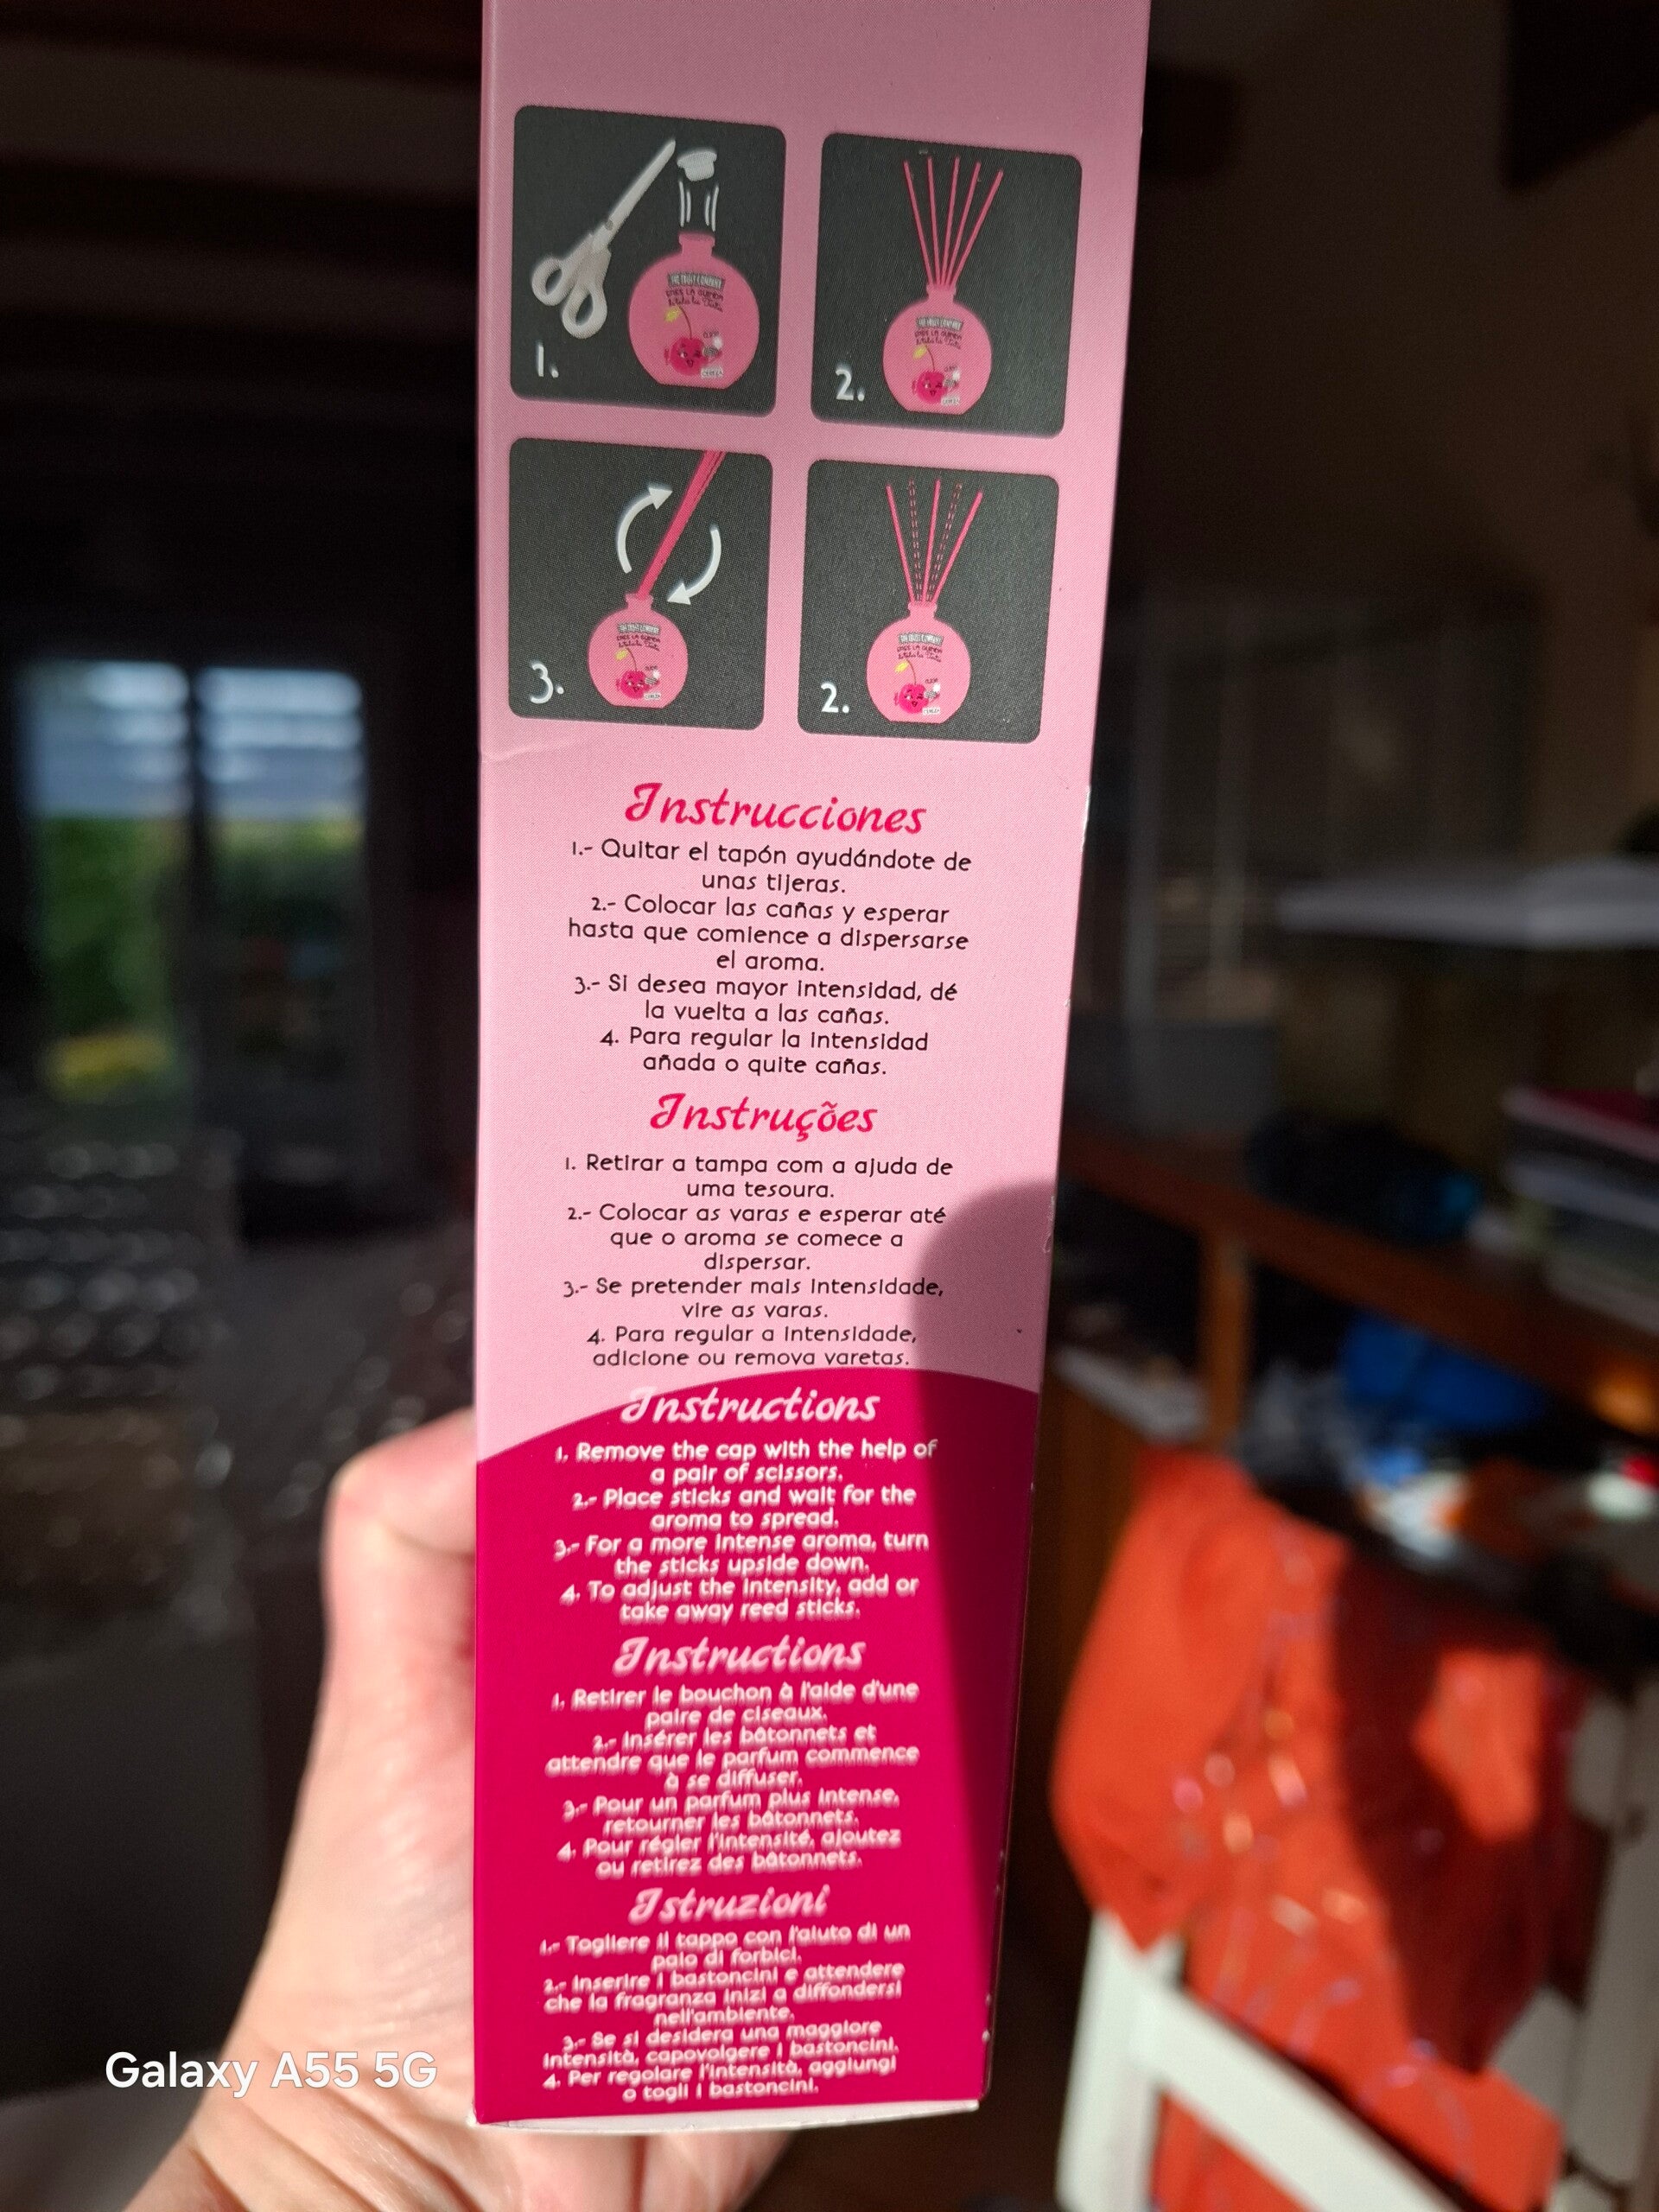 1.
2.
3.
2.
Instrucciones
1.- Quitar el tapón ayudándote de
unas tijeras.
2.- Colocar las cañas y esperar
hasta que comience a dispersarse
el aroma.
3.- Si desea mayor intensidad, dé
la vuelta a las cañas.
4. Para regular la intensidad
añada o quite cañas.
Instruções
1. Retirar a tampa com a ajuda de
uma tesoura.
2.- Colocar as varas e esperar até
que o aroma se comece a
dispersar.
3.- Se pretender mais intensidade,
vire as varas.
4. Para regular a intensidade,
adicione ou remova varetas.
Instructions
1. Remove the cap with the help of
a pair of scissors.
2.- Place sticks and wait for the
aroma to spread.
3.- For a more intense aroma, turn
the sticks upside down.
4. To adjust the intensity, add or
take away reed sticks.
Instructions
1. Retirer le bouchon à l'aide d'une
paire de ciseaux.
2.- Insérer les bâtonnets et
attendre que le parfum commence
à se diffuser.
3.- Pour un parfum plus intense,
retourner les bâtonnets.
4. Pour régler l'intensité, ajoutez
ou retirez des bâtonnets.
Istruzioni
1.- Togliere il tappo con l'aiuto di un
paio di forbici.
2.- Inserire i bastoncini e attendere
che la fragranza inizi a diffondersi
nell'ambiente.
3.- Se si desidera una maggiore
intensità, capovolgere i bastoncini.
4. Per regolare l'intensità, aggiungi
o togli i bastoncini.
Galaxy A55 5G